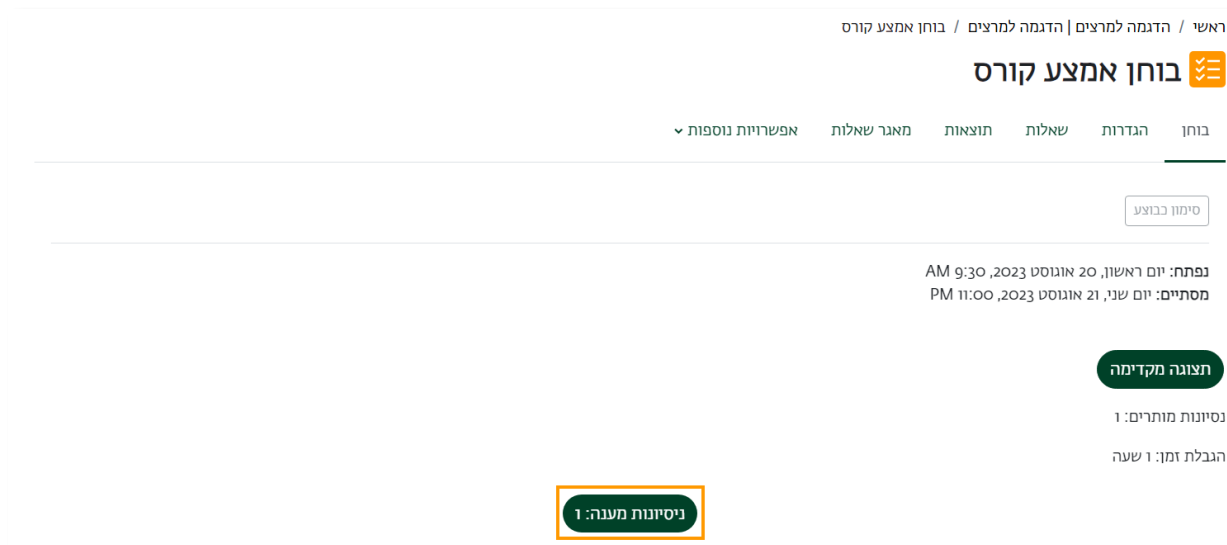 ראשי / הדגמה למרצים | הדגמה למרצים / בוחן אמצע קורס
בוחן אמצע קורס
בוחן הגדרות שאלות תוצאות מאגר שאלות אפשרויות נוספות
סימון כבוצע
נפתח: יום ראשון, 20 אוגוסט 2023, 9:30 AM
מסתיים: יום שני, 21 אוגוסט 2023, 11:00 PM
תצוגה מקדימה
נסיונות מותרים: 1
הגבלת זמן: 1 שעה
ניסיונות מענה: 1